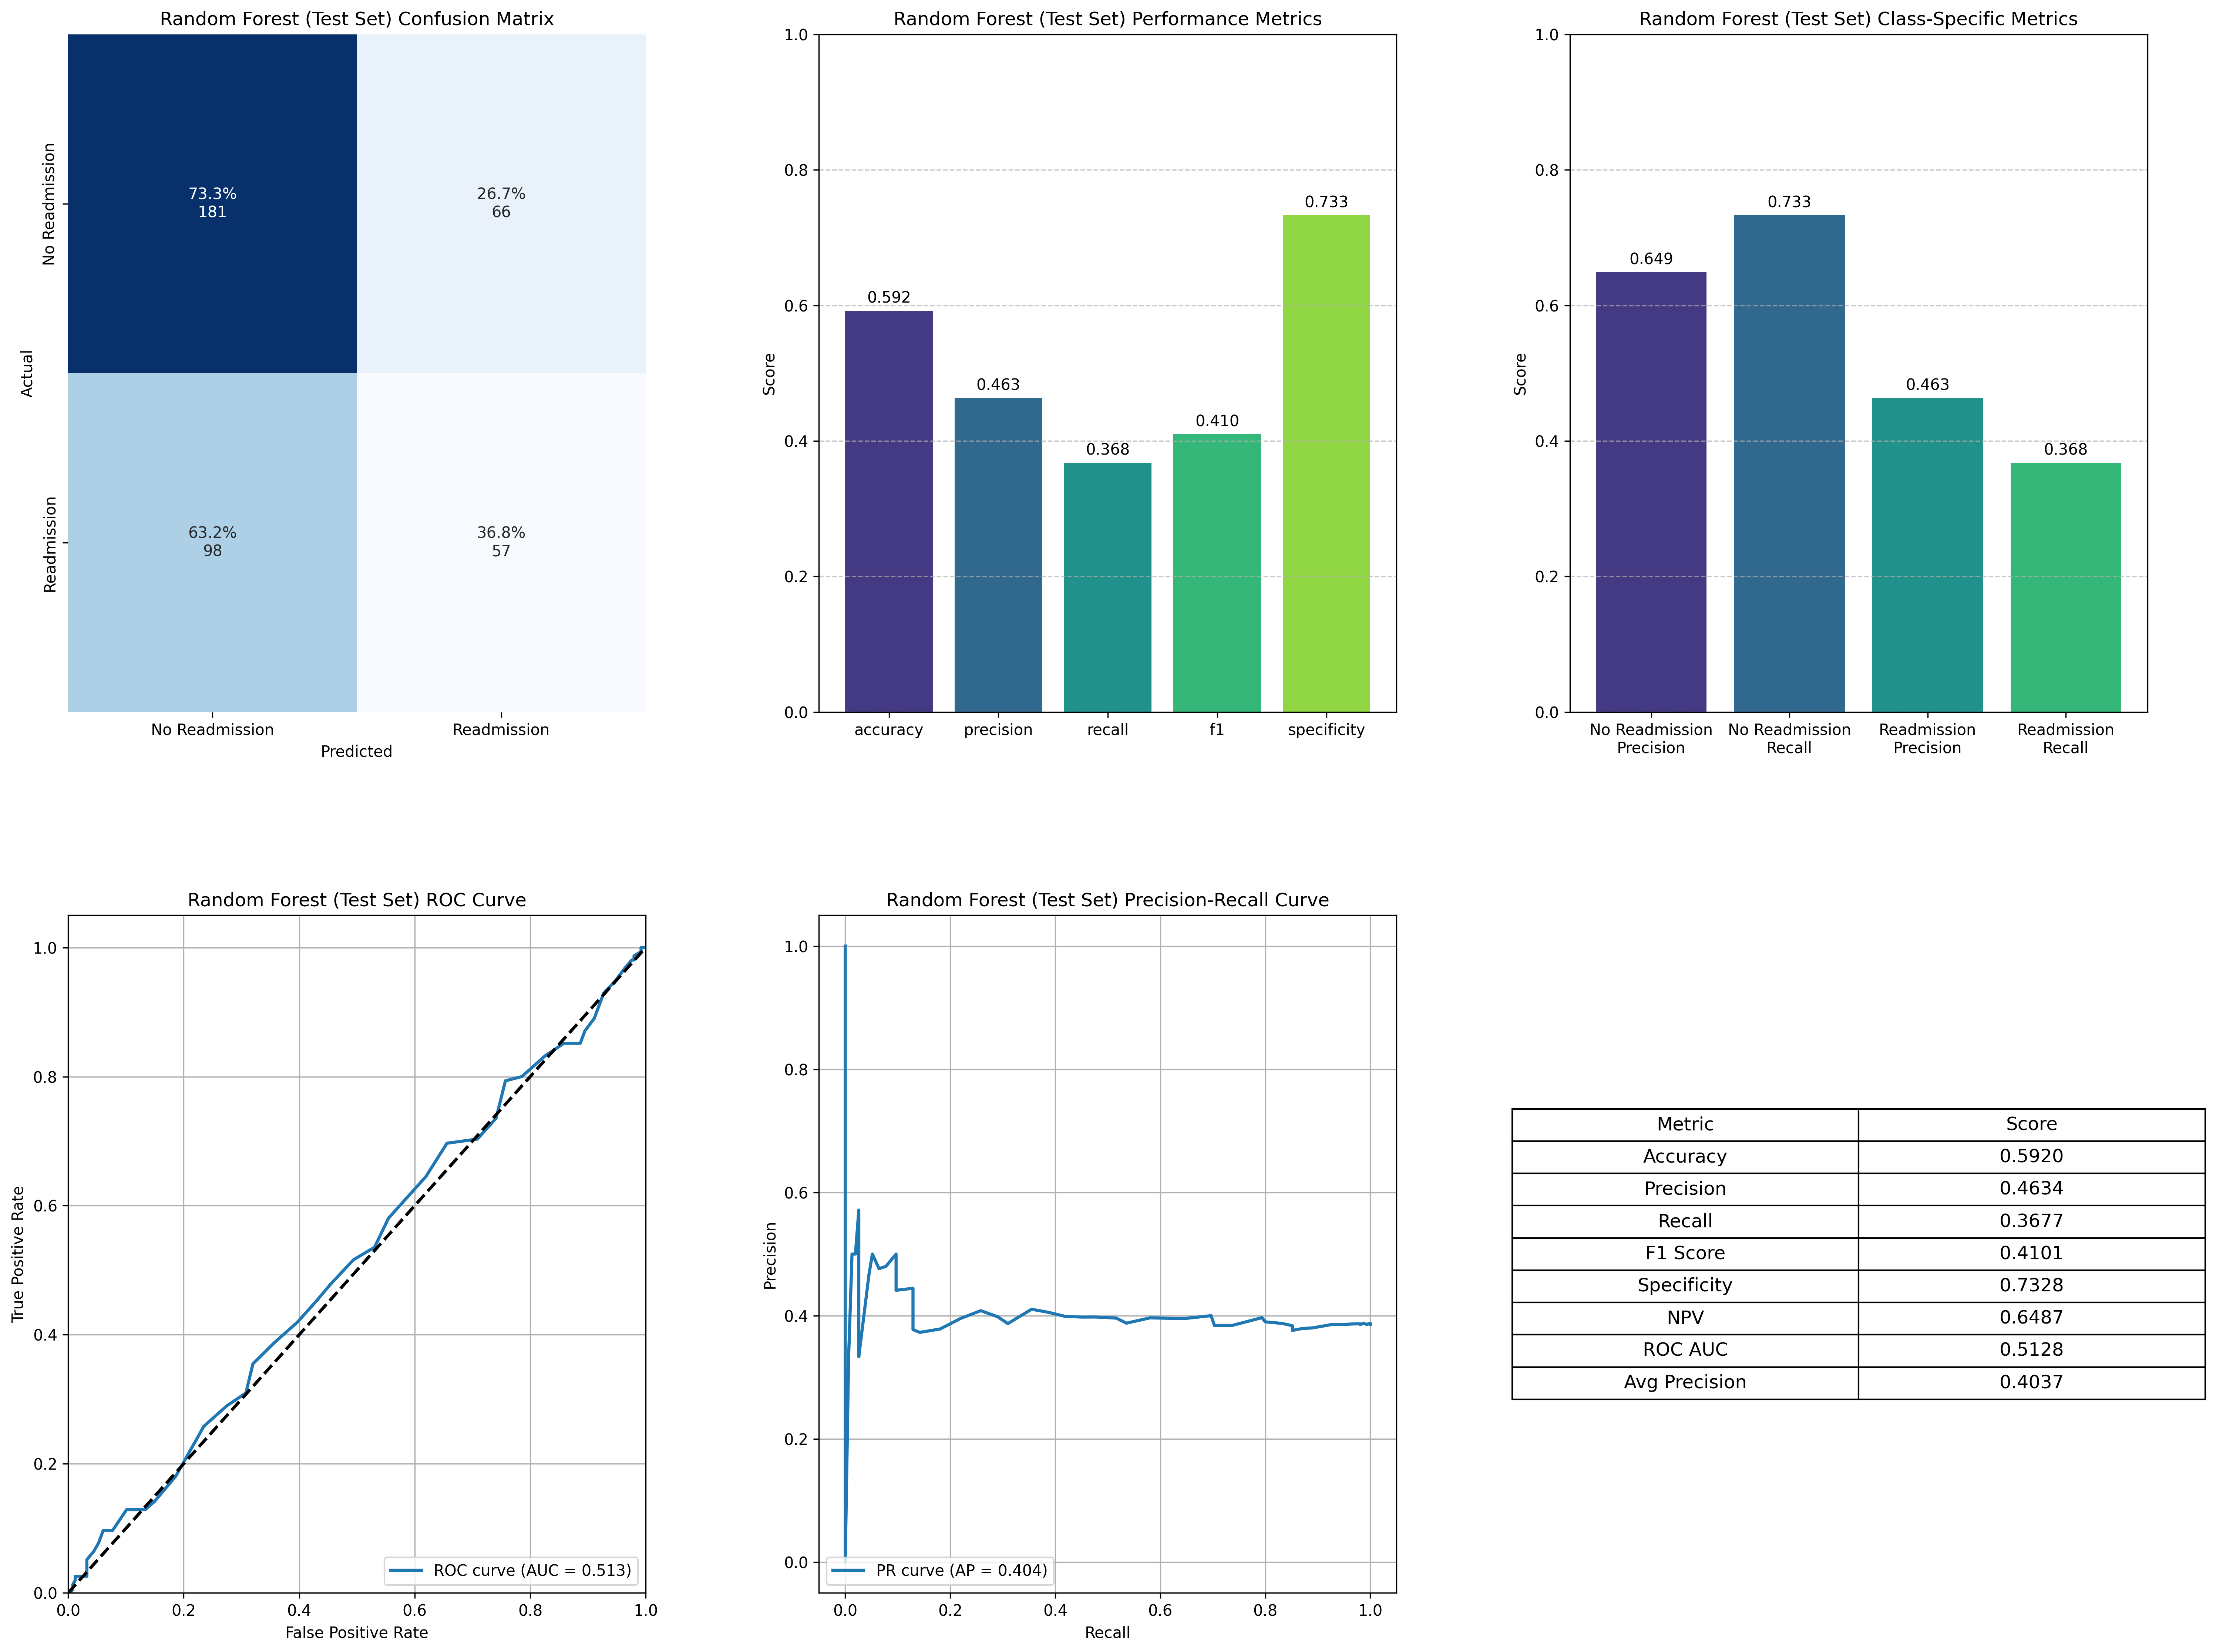 Random Forest (Test Set) Confusion Matrix
Actual
No Readmission
Readmission
73.3%
181
26.7%
66
63.2%
98
36.8%
57
No Readmission
Readmission
Predicted
Random Forest (Test Set) Performance Metrics
Score
1.0
0.8
0.6
0.4
0.2
0.0
0.592
0.463
0.368
0.410
0.733
accuracy
precision
recall
f1
specificity
Random Forest (Test Set) Class-Specific Metrics
Score
1.0
0.8
0.6
0.4
0.2
0.0
0.649
0.733
0.463
0.368
No Readmission
Precision
No Readmission
Recall
Readmission
Precision
Readmission
Recall
Random Forest (Test Set) ROC Curve
True Positive Rate
1.0
0.8
0.6
0.4
0.2
0.0
ROC curve (AUC = 0.513)
0.0
0.2
0.4
0.6
0.8
1.0
False Positive Rate
Random Forest (Test Set) Precision-Recall Curve
Precision
1.0
0.8
0.6
0.4
0.2
0.0
PR curve (AP = 0.404)
0.0
0.2
0.4
0.6
0.8
1.0
Recall
Metric Score
Accuracy 0.5920
Precision 0.4634
Recall 0.3677
F1 Score 0.4101
Specificity 0.7328
NPV 0.6487
ROC AUC 0.5128
Avg Precision 0.4037